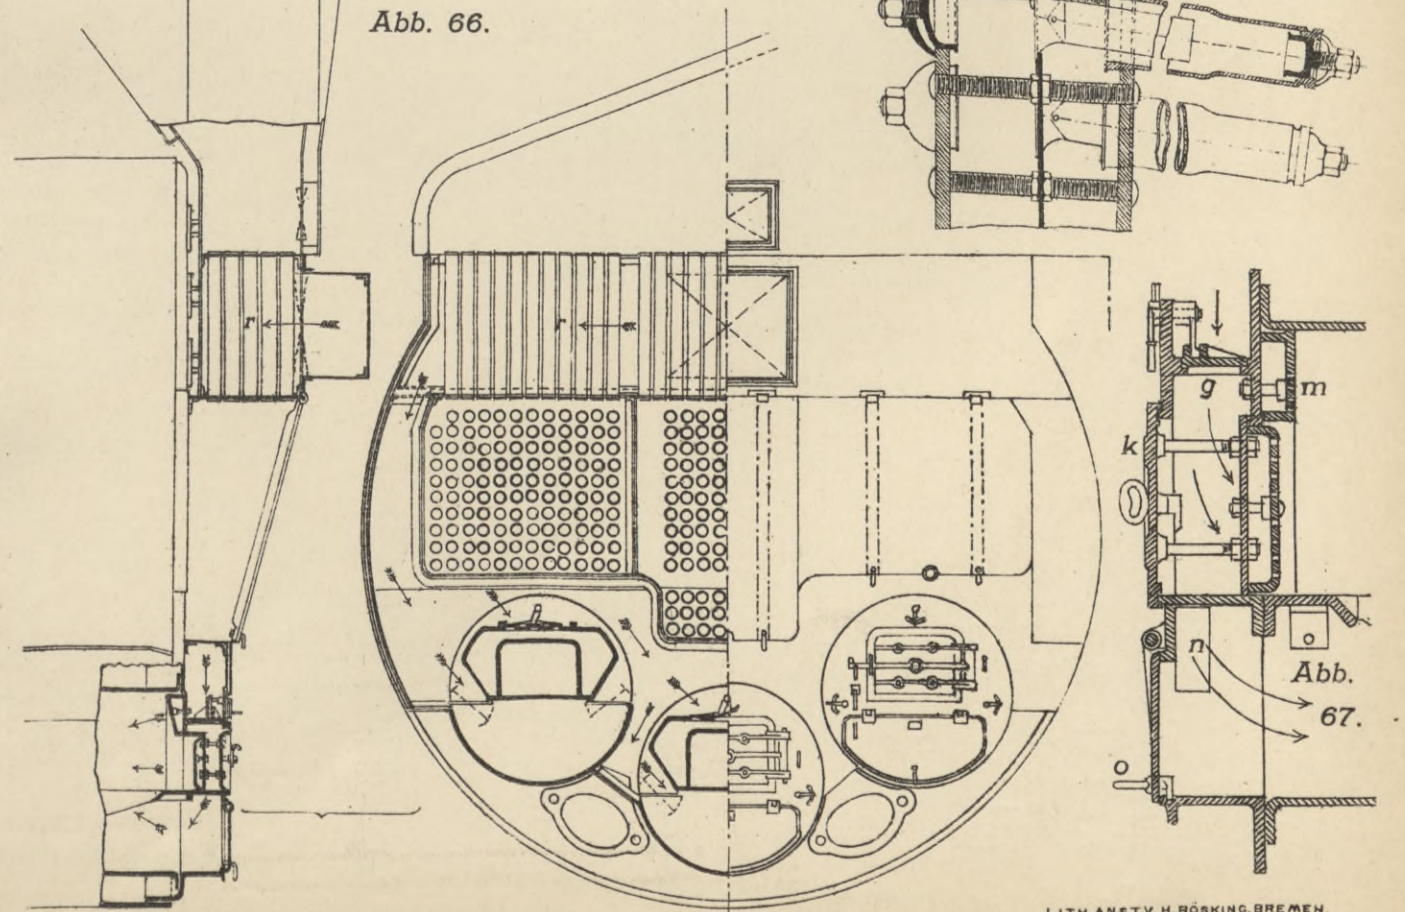 Abb. 66.
r
r
g
m
k
n
Abb.
67.
o
LITH. ANST. V. H. RÖSKING, BREMEN